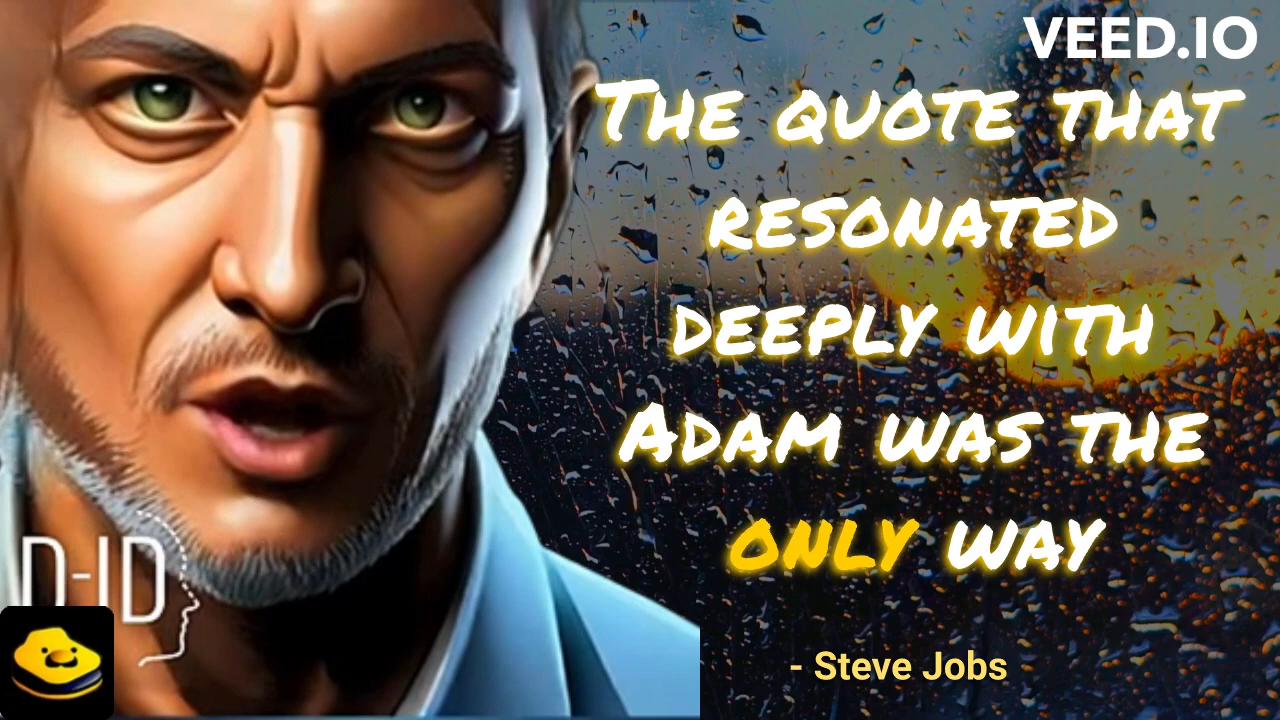 VEED.IO
THE QUOTE THAT
RESONATED
DEEPLY WITH
ADAM WAS THE
ONLY WAY
- Steve Jobs
D-ID